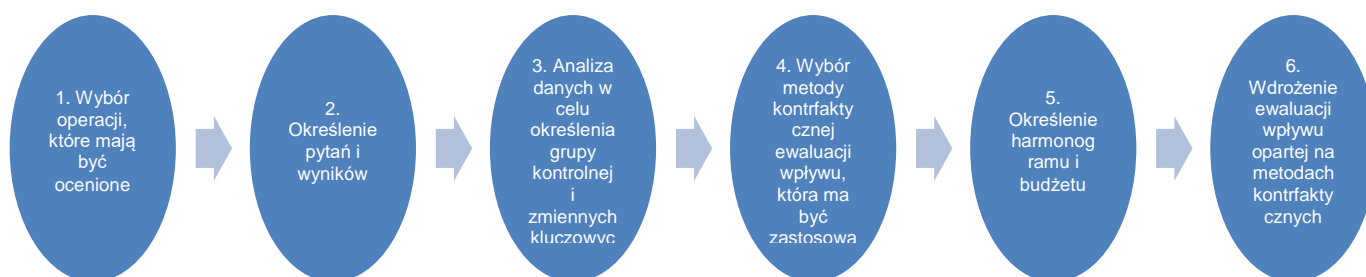 1. Wybór
operacji,
które mają
być
ocenione
2.
Określenie
pytań i
wyników
3. Analiza
danych w
celu
określenia
grupy
kontrolnej
i
zmiennych
kluczowyc
4. Wybór
metody
kontrfakty
cznej
ewaluacji
wpływu,
która ma
być
zastosowa
5.
Określenie
harmonog
ramu i
budżetu
6.
Wdrożenie
ewaluacji
wpływu
opartej na
metodach
kontrfakty
cznych